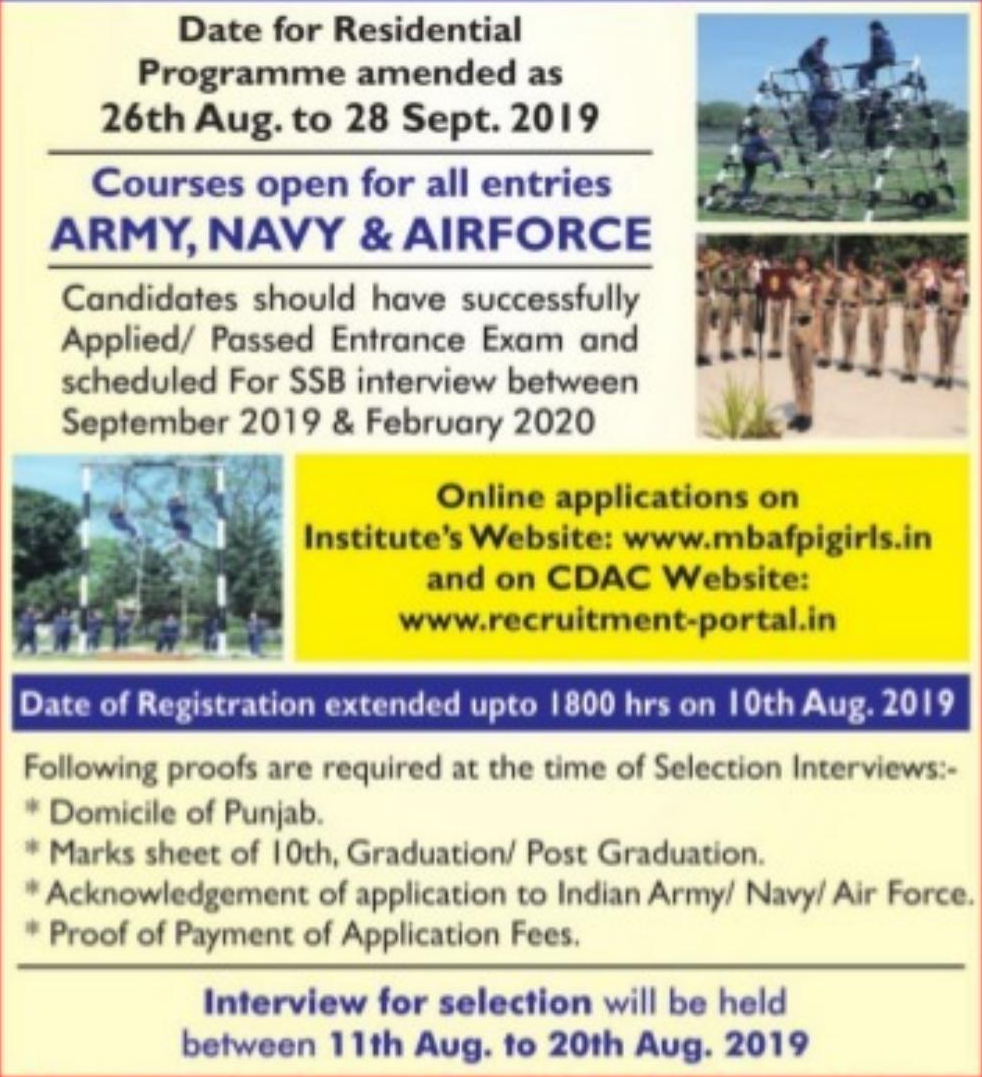 Date for Residential
Programme amended as
26th Aug. to 28 Sept. 2019
Courses open for all entries
ARMY, NAVY & AIRFORCE
Candidates should have successfully
Applied/ Passed Entrance Exam and
scheduled For SSB interview between
September 2019 & February 2020
Online applications on
Institute's Website: www.mbafpigirls.in
and on CDAC Website:
www.recruitment-portal.in
Date of Registration extended upto 1800 hrs on 10th Aug. 2019
Following proofs are required at the time of Selection Interviews:-
* Domicile of Punjab.
* Marks sheet of 10th, Graduation/ Post Graduation.
* Acknowledgement of application to Indian Army/ Navy/ Air Force.
* Proof of Payment of Application Fees.
Interview for selection will be held
between 11th Aug. to 20th Aug. 2019